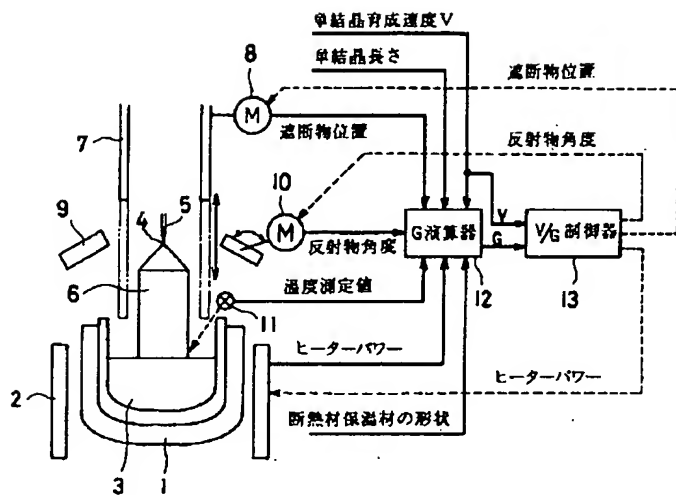 単結晶育成速度V
8
単結晶長さ
遮断物位置
M
7
遮断物位置
反射物角度
10
5
4
9
M
V
G演算器
V/G制御器
反射物角度
G
6
12
13
温度測定値
11
ヒーターパワー
2
ヒーターパワー
3
断熱材保温材の形状
1